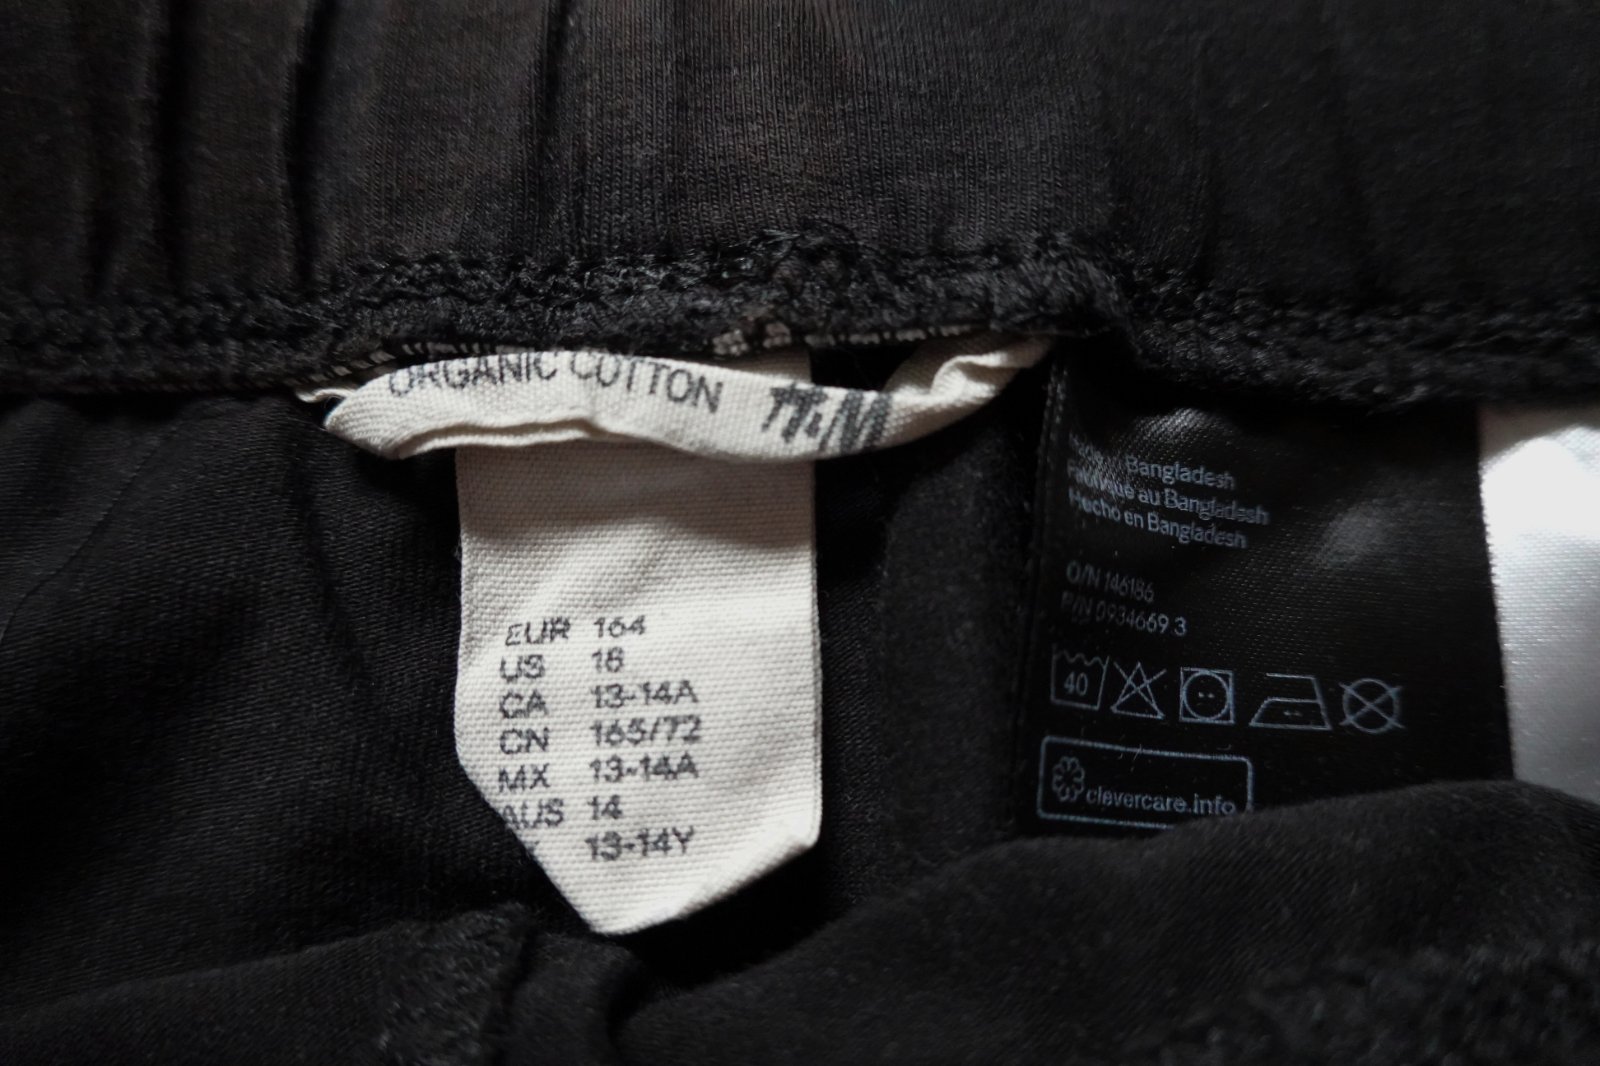 ORGANIC COTTON H&M
EUR 164
US 16
CA 13-14A
CN 165/72
MX 13-14A
AUS 14
13-14Y
Bangladesh
Fabriqué au Bangladesh
Hecho en Bangladesh
O/N 146186
P/N 0934669 3
40
clevercare.info